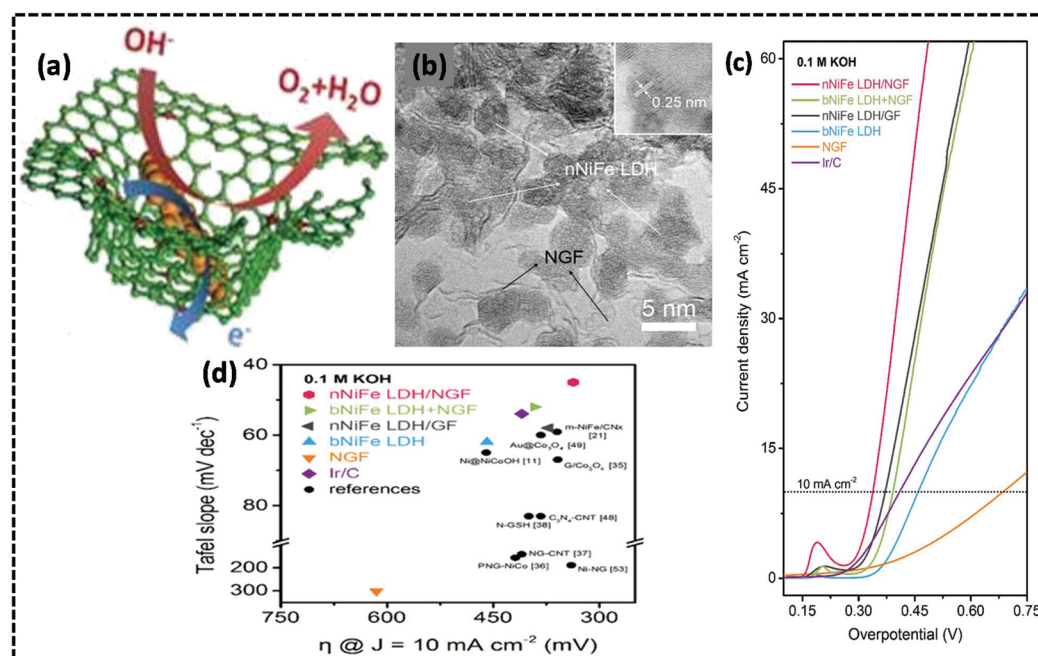 (a)
OH⁻
O₂+H₂O
e⁻
(b)
0.25 nm
nNiFe LDH
NGF
5 nm
(c)
60
45
30
15
0
0.15
0.30
0.45
0.60
0.75
Current density (mA cm⁻²)
Overpotential (V)
0.1 M KOH
nNiFe LDH/NGF
bNiFe LDH+NGF
nNiFe LDH/GF
bNiFe LDH
NGF
Ir/C
10 mA cm⁻²
(d)
40
60
80
200
300
750
600
450
300
Tafel slope (mV dec⁻¹)
η @ J = 10 mA cm⁻² (mV)
0.1 M KOH
nNiFe LDH/NGF
bNiFe LDH+NGF
nNiFe LDH/GF
bNiFe LDH
NGF
Ir/C
references
m-NiFe/CNx
[21]
Au@Co₃O₄ [49]
Ni@NiCoOH [11]
G/Co₃O₄ [35]
C₃N₄-CNT [48]
N-GSH [38]
NG-CNT [37]
PNG-NiCo [36]
Ni-NG [53]